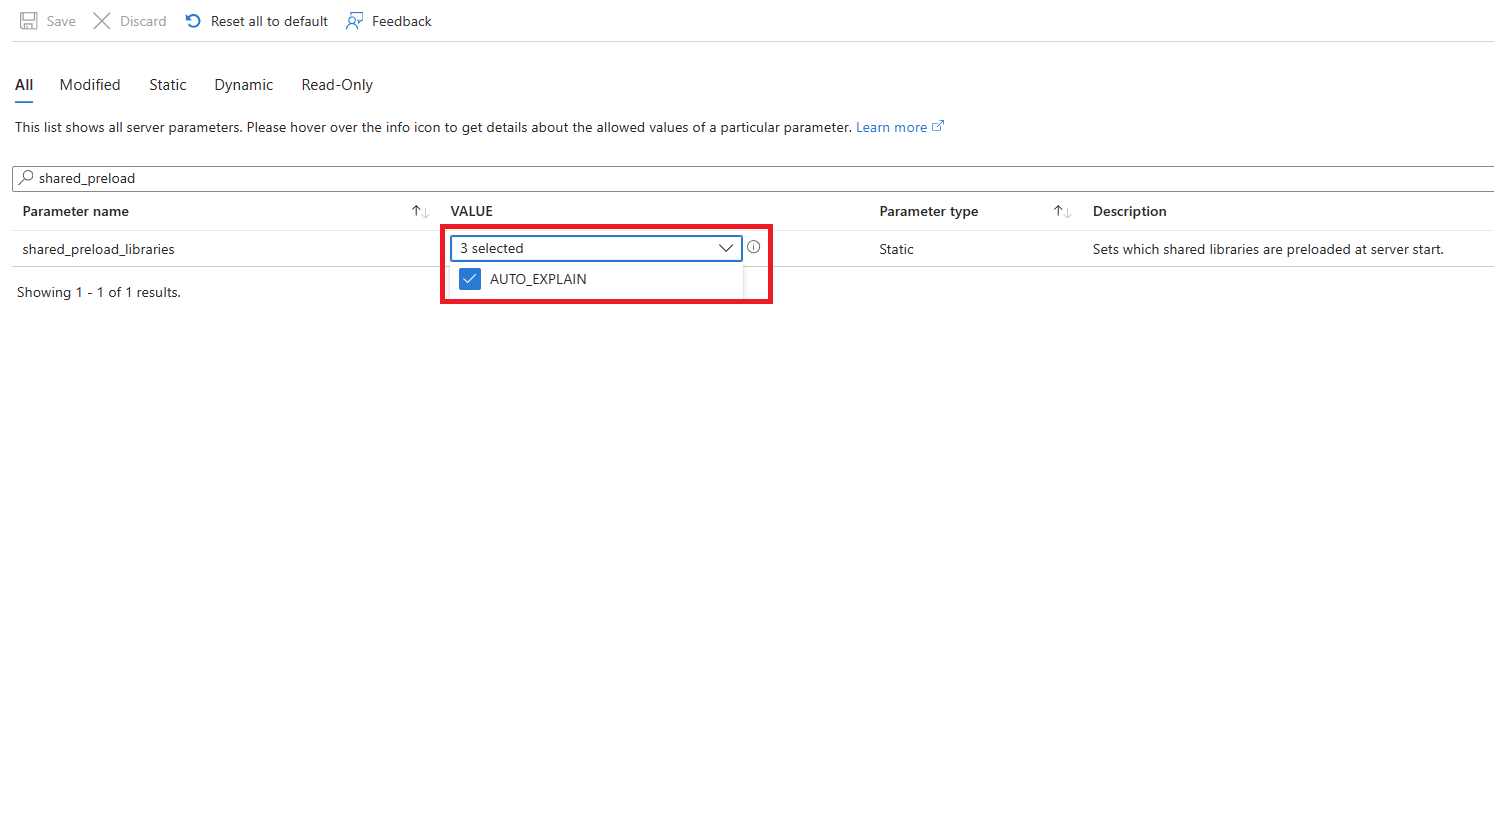 Save Discard Reset all to default Feedback
All Modified Static Dynamic Read-Only
This list shows all server parameters. Please hover over the info icon to get details about the allowed values of a particular parameter. Learn more
shared_preload
Parameter name VALUE Parameter type Description
shared_preload_libraries 3 selected Static Sets which shared libraries are preloaded at server start.
AUTO_EXPLAIN
Showing 1 - 1 of 1 results.